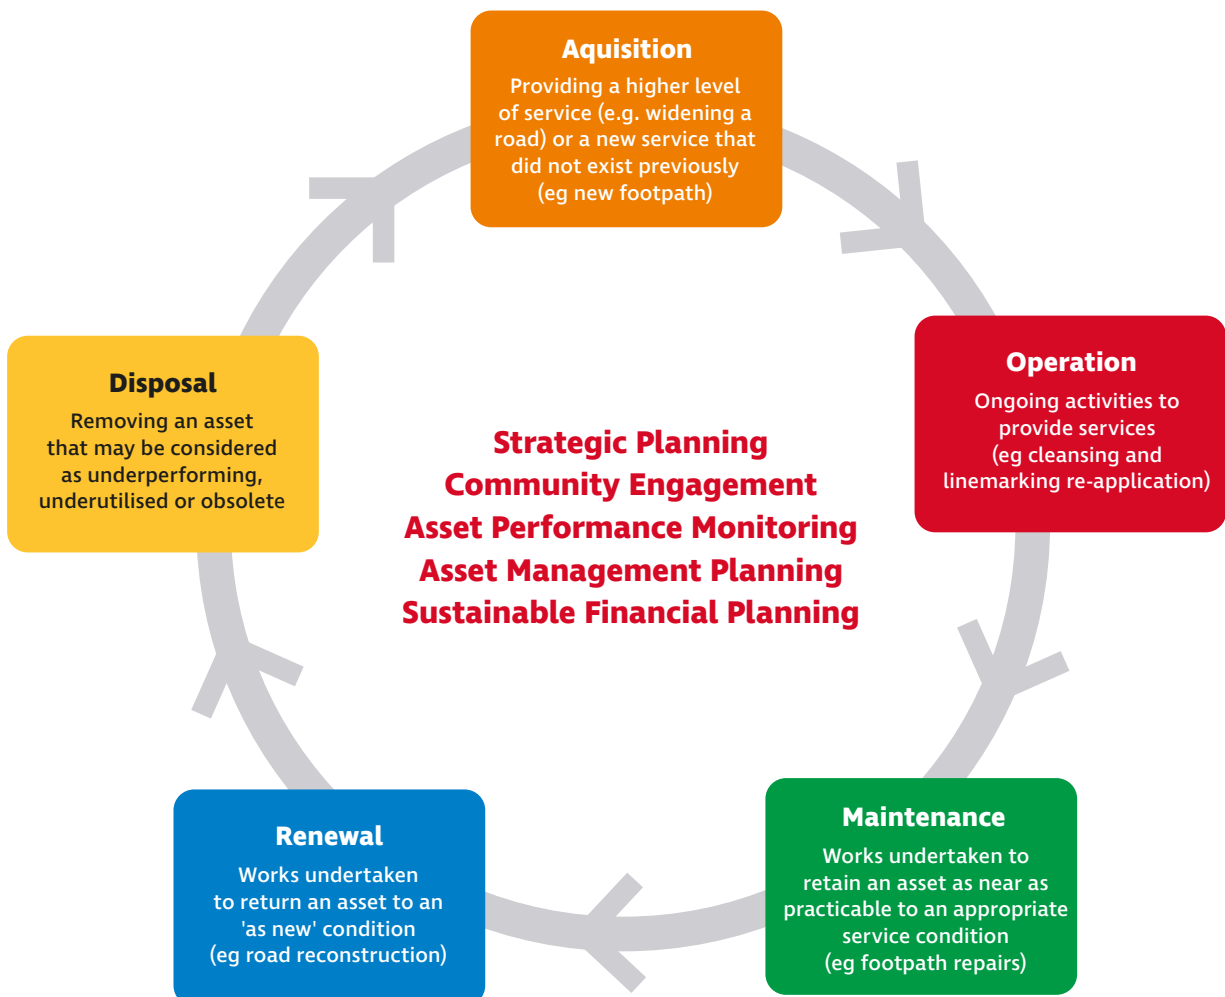 Aquisition
Providing a higher level
of service (e.g. widening a
road) or a new service that
did not exist previously
(eg new footpath)
Operation
Ongoing activities to
provide services
(eg cleansing and
linemarking re-application)
Maintenance
Works undertaken to
retain an asset as near as
practicable to an appropriate
service condition
(eg footpath repairs)
Renewal
Works undertaken
to return an asset to an
'as new' condition
(eg road reconstruction)
Disposal
Removing an asset
that may be considered
as underperforming,
underutilised or obsolete
Strategic Planning
Community Engagement
Asset Performance Monitoring
Asset Management Planning
Sustainable Financial Planning